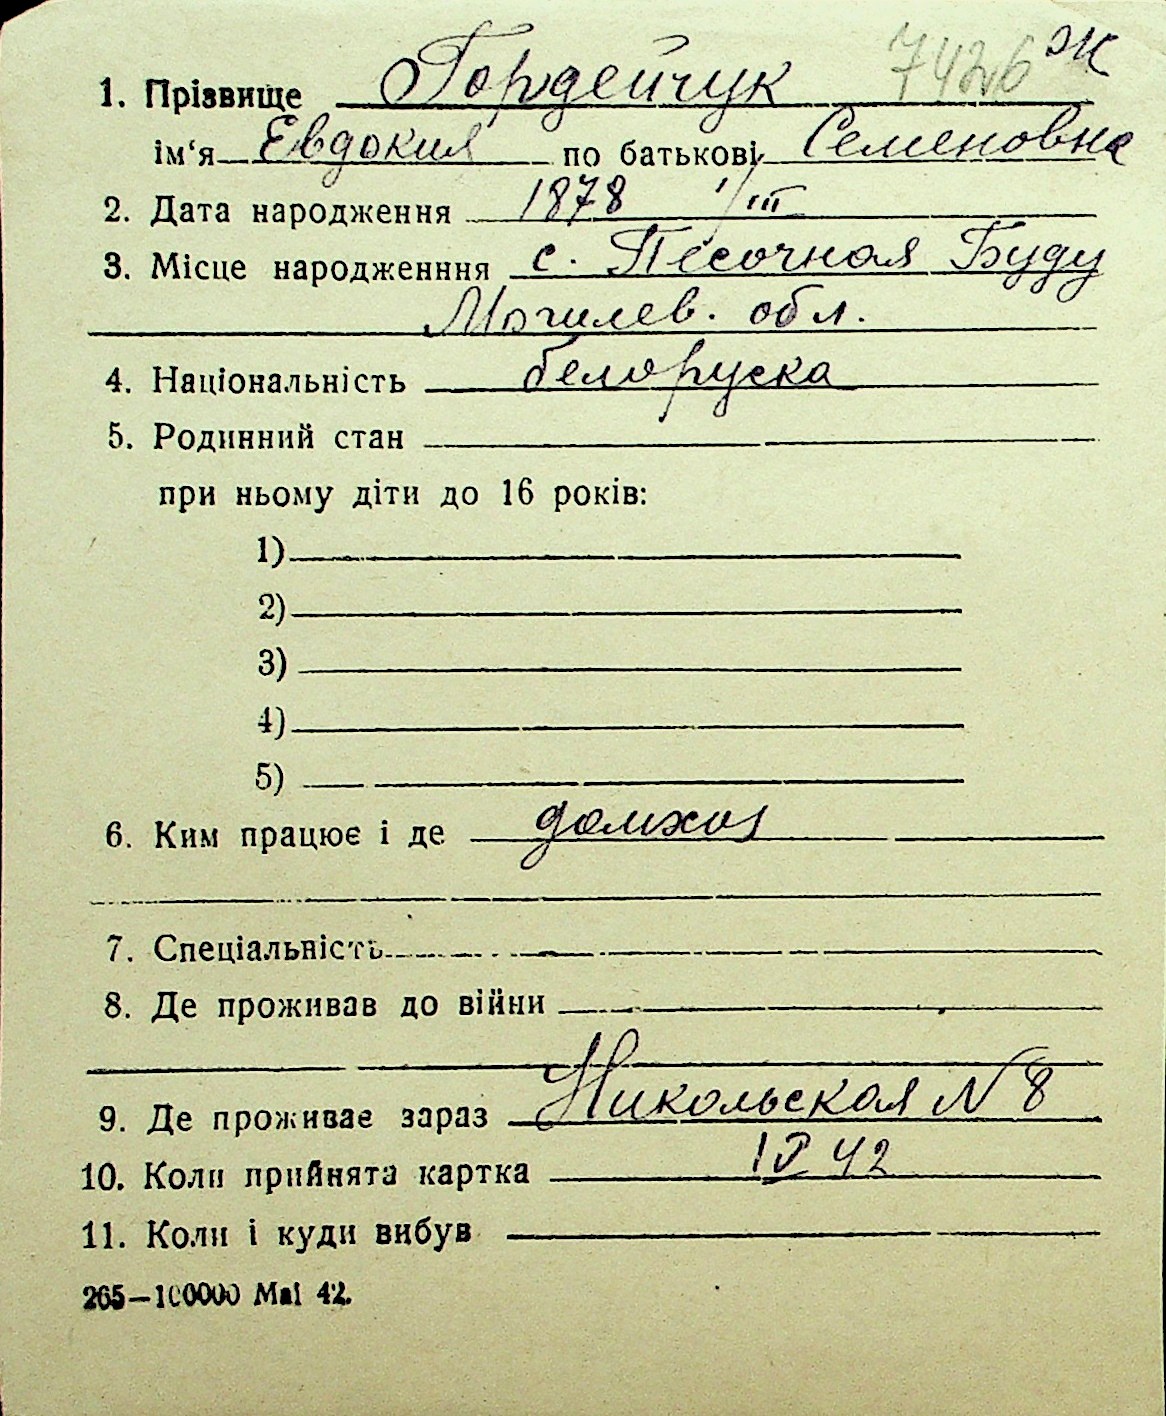 7426 Ж
1. Прізвище Гордейчук
ім‘я Евдокия по батькові Семеновна
2. Дата народження 1878 1/III
3. Місце народженння с. Песочная Буду
Могилев. обл.
4. Національність белоруска
5. Родинний стан
при ньому діти до 16 років:
1)
2)
3)
4)
5)
6. Ким працює і де домхоз
7. Спеціальність
8. Де проживав до війни
9. Де проживає зараз Никольская N 8
10. Коли прийнята картка 42
11. Коли і куди вибув
265—100000 Mai 42.